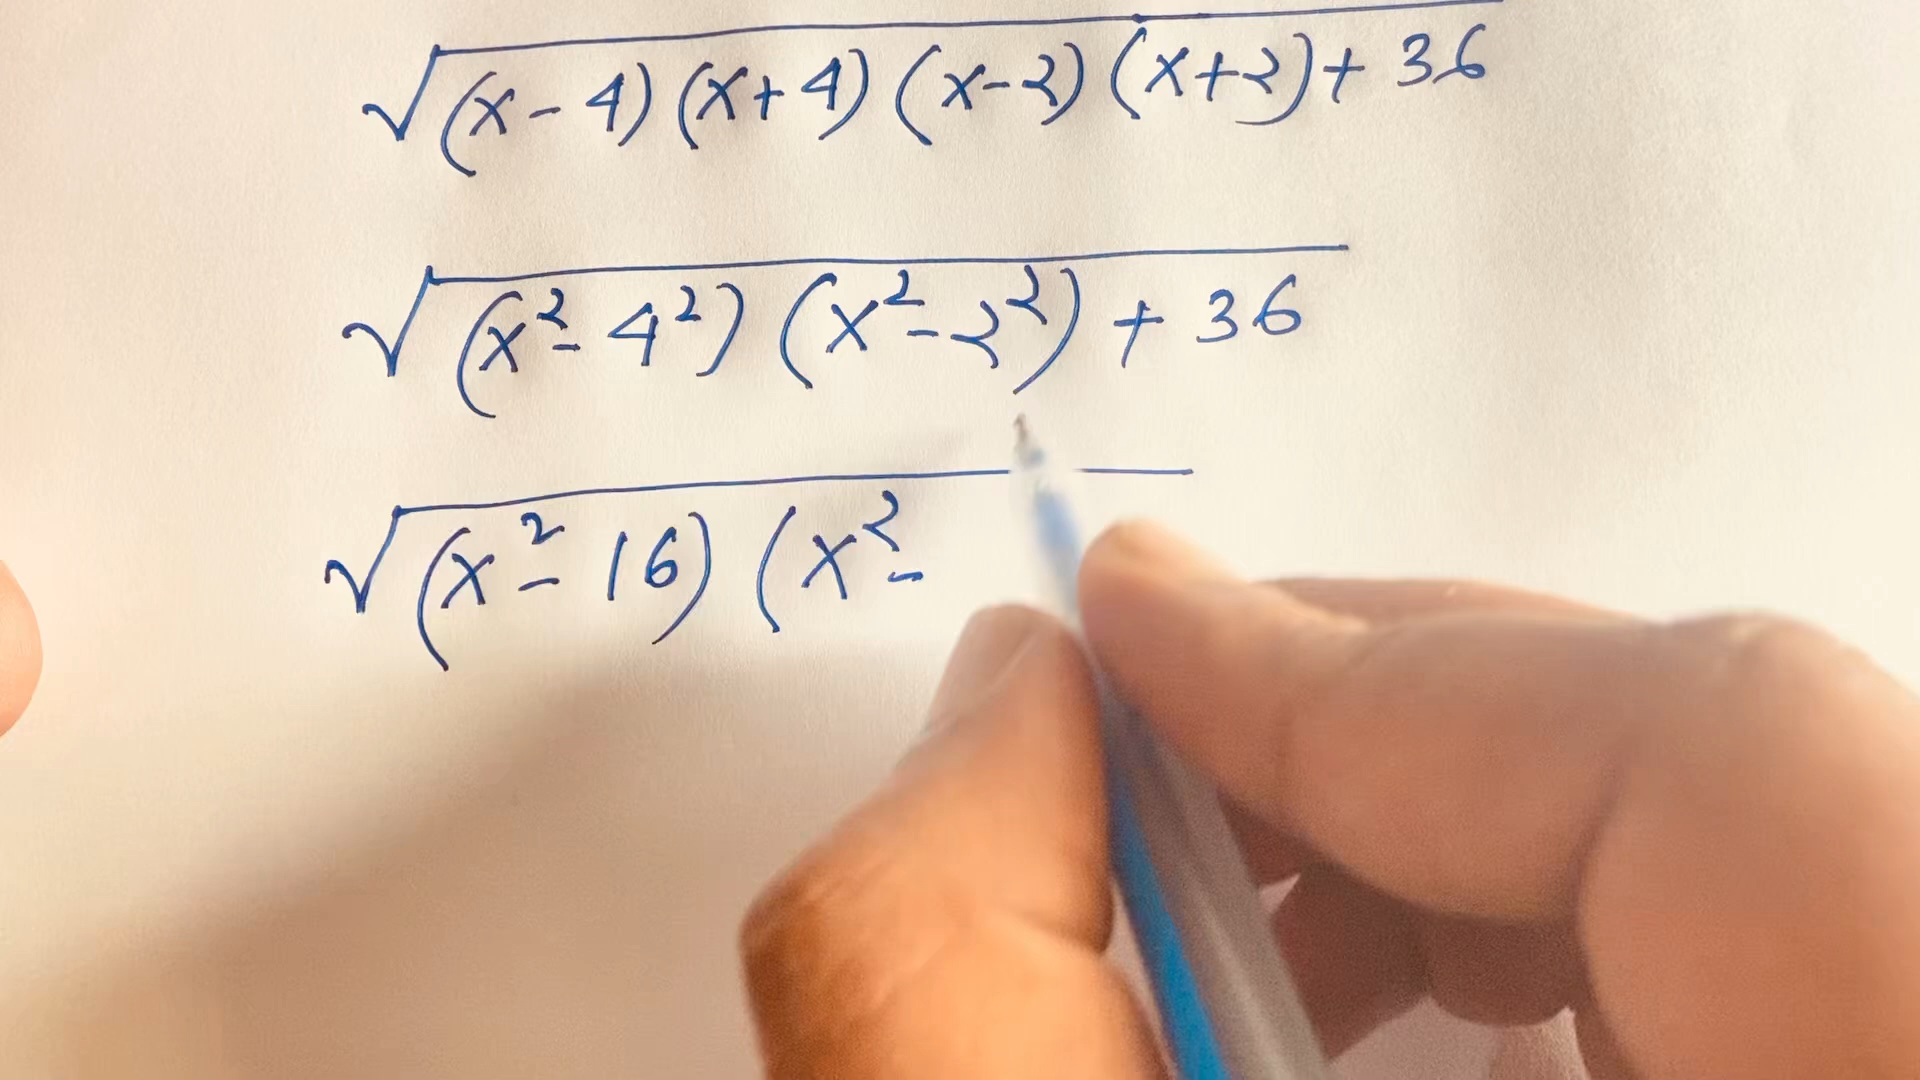 √(x-4)(x+4)(x-2)(x+2)+36
√(x²-4²)(x²-2²)+36
√(x²-16)(x²-